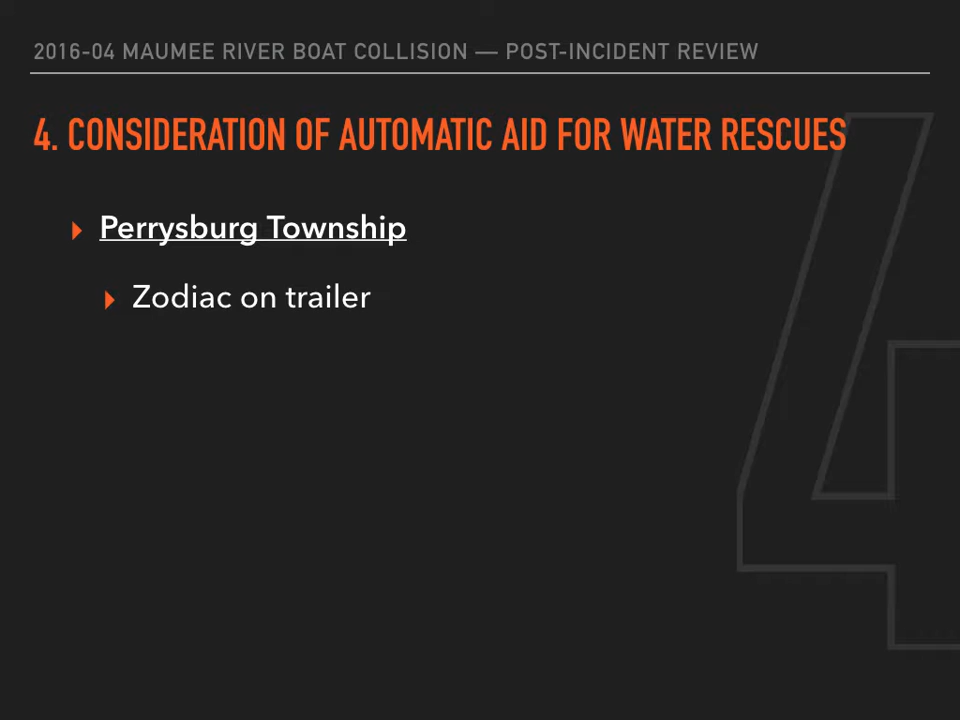 2016-04 MAUMEE RIVER BOAT COLLISION — POST-INCIDENT REVIEW
4. CONSIDERATION OF AUTOMATIC AID FOR WATER RESCUES
Perrysburg Township
Zodiac on trailer
4